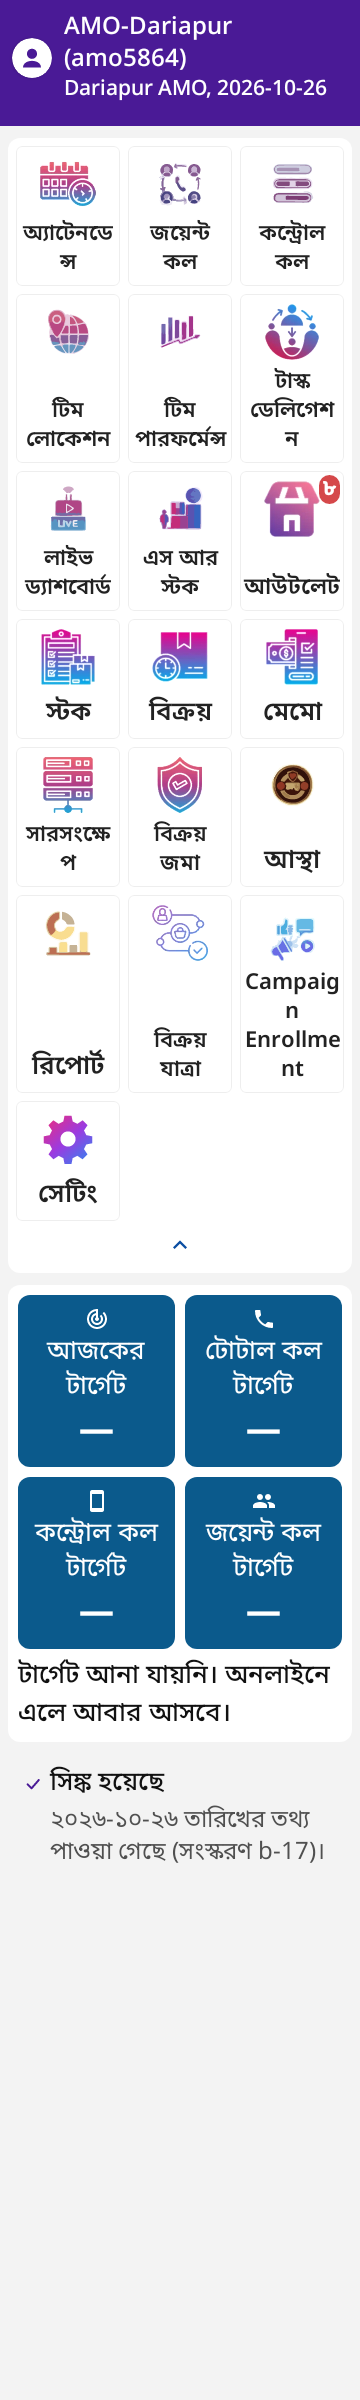 AMO-Dariapur
(amo5864)
Dariapur AMO, 2026-10-26
অ্যাটেনডে
ন্স
জয়েন্ট
কল
কন্ট্রোল
কল
টিম
লোকেশন
টিম
পারফর্মেন্স
টাস্ক
ডেলিগেশ
ন
LIVE
লাইভ
ড্যাশবোর্ড
এস আর
স্টক
৮
আউটলেট
স্টক
বিক্রয়
মেমো
সারসংক্ষে
প
বিক্রয়
জমা
আস্থা
রিপোর্ট
বিক্রয়
যাত্রা
Campaig
n
Enrollme
nt
সেটিং
আজকের
টার্গেট
—
টোটাল কল
টার্গেট
—
কন্ট্রোল কল
টার্গেট
—
জয়েন্ট কল
টার্গেট
—
টার্গেট আনা যায়নি। অনলাইনে
এলে আবার আসবে।
সিঙ্ক হয়েছে
২০২৬-১০-২৬ তারিখের তথ্য
পাওয়া গেছে (সংস্করণ b-17)।